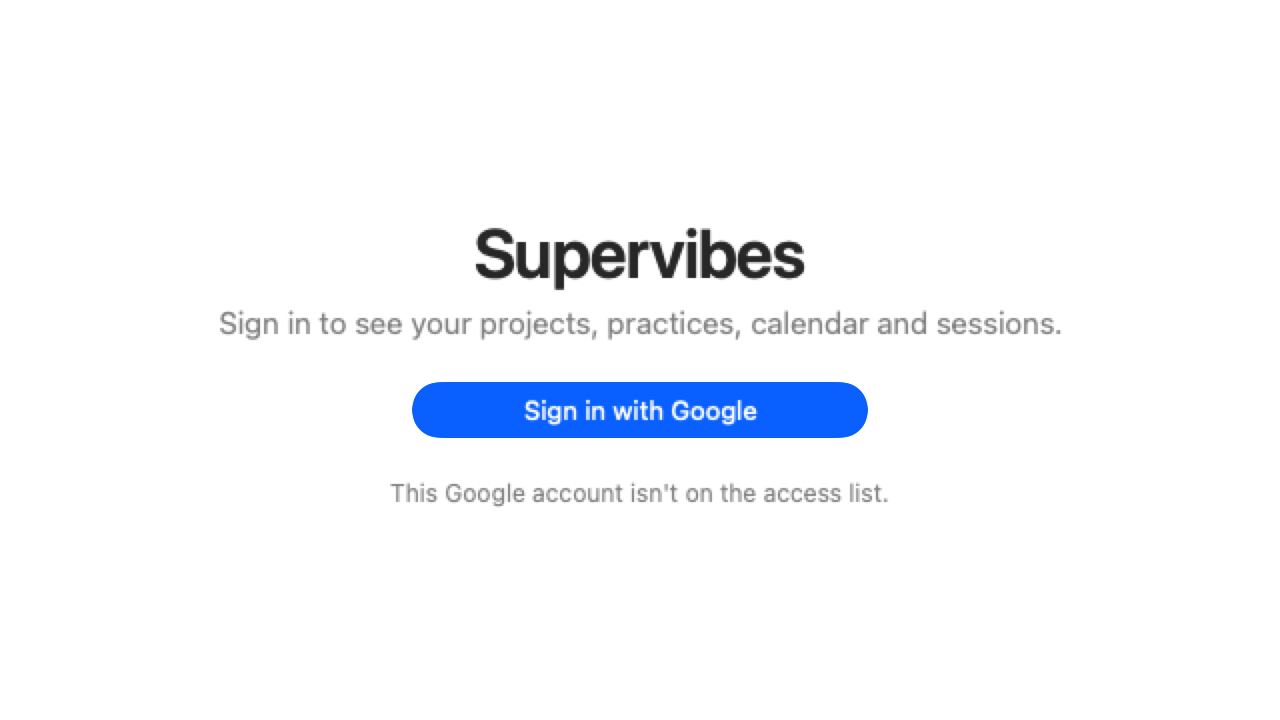 Supervibes
Sign in to see your projects, practices, calendar and sessions.
Sign in with Google
This Google account isn't on the access list.